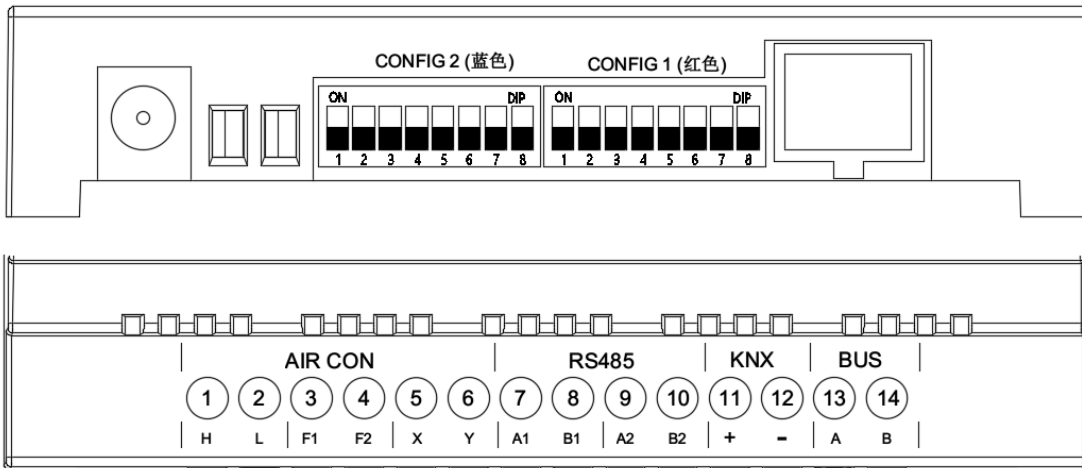 CONFIG 2 (蓝色) CONFIG 1 (红色)
ON DIP ON DIP
1 2 3 4 5 6 7 8 1 2 3 4 5 6 7 8
AIR CON RS485 KNX BUS
1 2 3 4 5 6 7 8 9 10 11 12 13 14
H L F1 F2 X Y A1 B1 A2 B2 + - A B